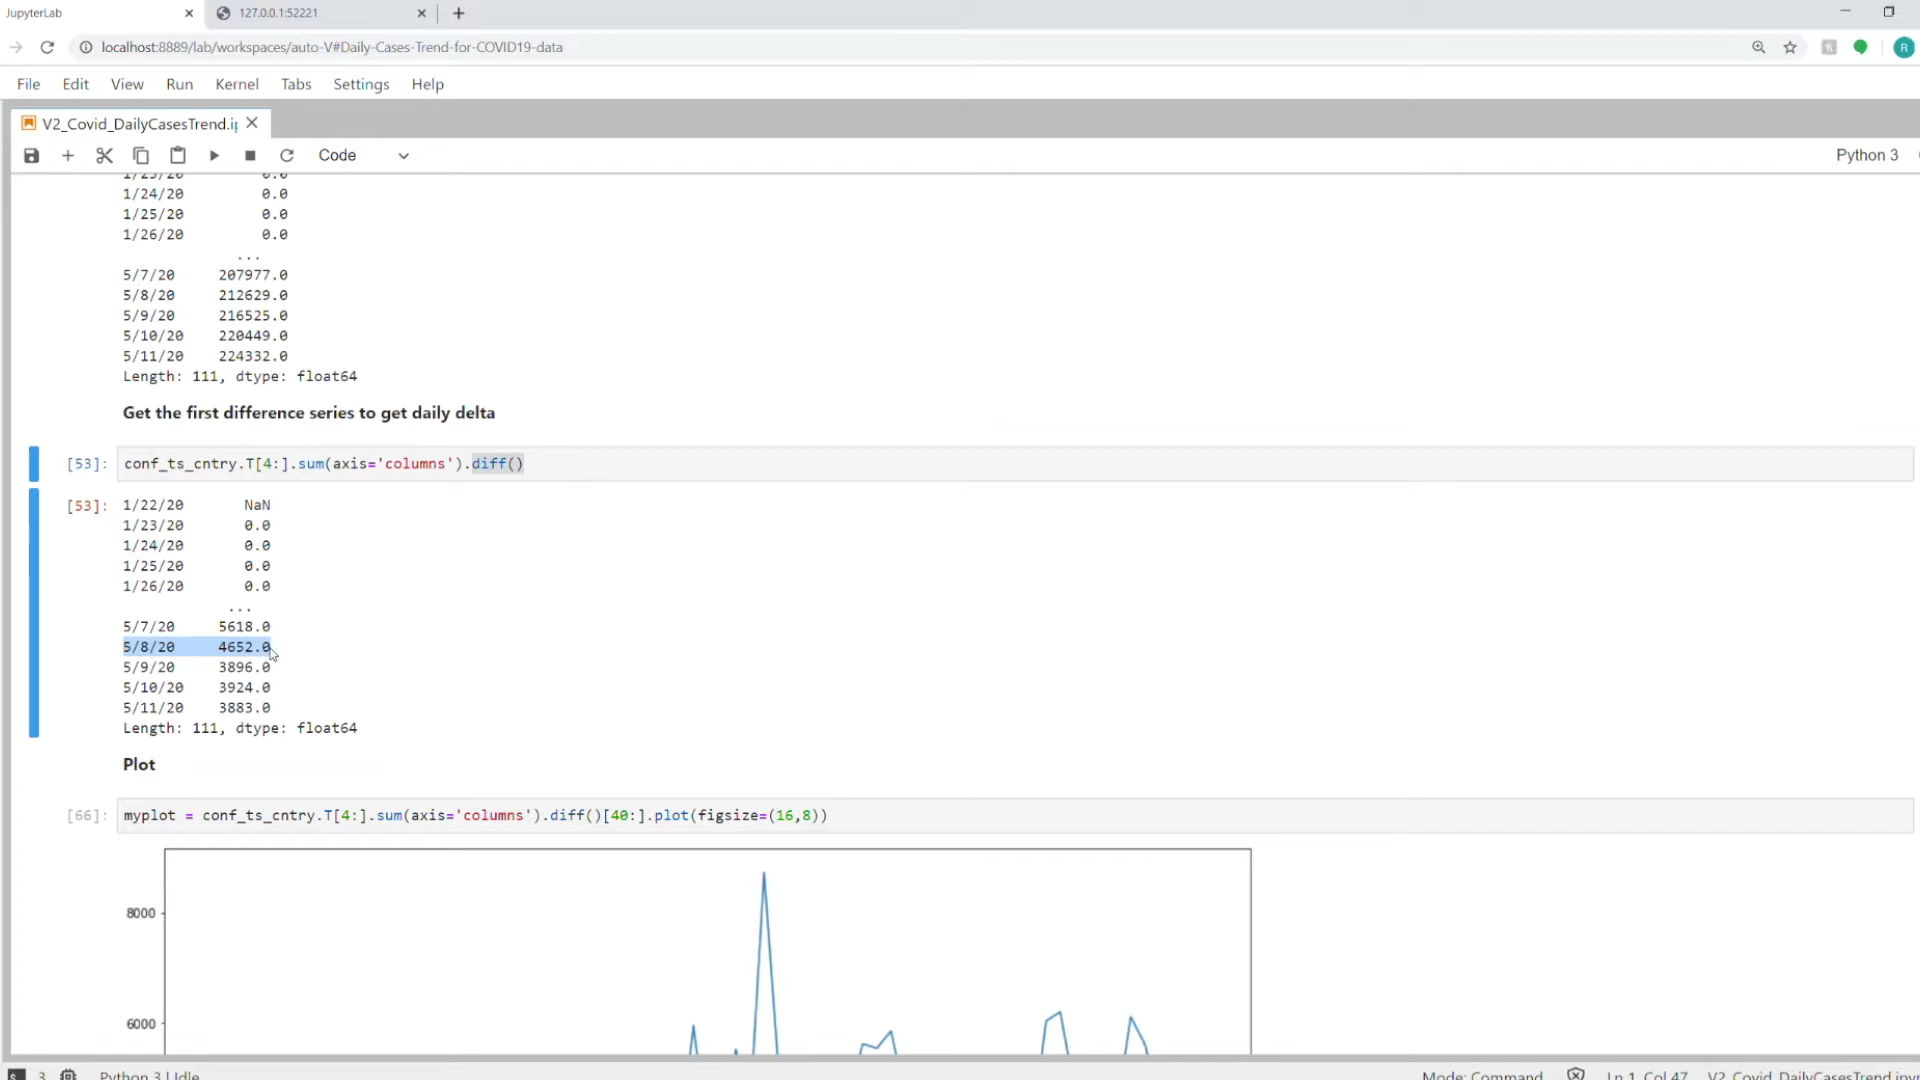 JupyterLab
127.0.0.1:52221
localhost:8889/lab/workspaces/auto-V#Daily-Cases-Trend-for-COVID19-data
R
File Edit View Run Kernel Tabs Settings Help
V2_Covid_DailyCasesTrend.i
Code
Python 3
1/23/20 0.0
1/24/20 0.0
1/25/20 0.0
1/26/20 0.0
...
5/7/20 207977.0
5/8/20 212629.0
5/9/20 216525.0
5/10/20 220449.0
5/11/20 224332.0
Length: 111, dtype: float64
Get the first difference series to get daily delta
[53]: conf_ts_cntry.T[4:].sum(axis='columns').diff()
[53]: 1/22/20 NaN
1/23/20 0.0
1/24/20 0.0
1/25/20 0.0
1/26/20 0.0
...
5/7/20 5618.0
5/8/20 4652.0
5/9/20 3896.0
5/10/20 3924.0
5/11/20 3883.0
Length: 111, dtype: float64
Plot
[66]: myplot = conf_ts_cntry.T[4:].sum(axis='columns').diff()[40:].plot(figsize=(16,8))
8000
6000
3 Python 3 | Idle Mode: Command Ln 1, Col 47 V2_Covid_DailyCasesTrend.ipyn